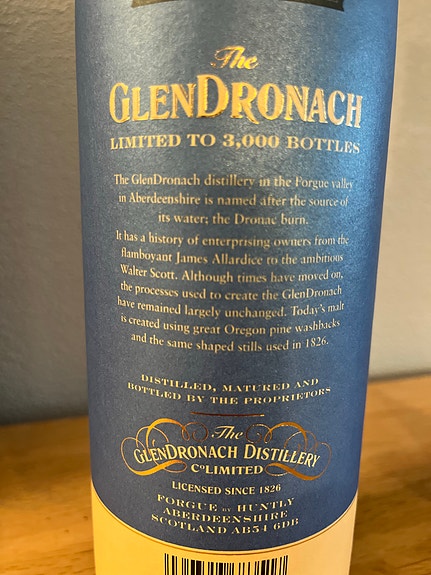 The
GLENDRONACH
LIMITED TO 3,000 BOTTLES
The GlenDronach distillery in the Forgue valley
in Aberdeenshire is named after the source of
its water; the Dronac burn.
It has a history of enterprising owners from the
flamboyant James Allardice to the ambitious
Walter Scott. Although times have moved on,
the processes used to create the GlenDronach
have remained largely unchanged. Today's malt
is created using great Oregon pine washbacks
and the same shaped stills used in 1826.
DISTILLED, MATURED AND
BOTTLED BY THE PROPRIETORS
The
GLENDRONACH DISTILLERY
Cº LIMITED
LICENSED SINCE 1826
FORGUE BY HUNTLY
ABERDEENSHIRE
SCOTLAND AB54 6DB